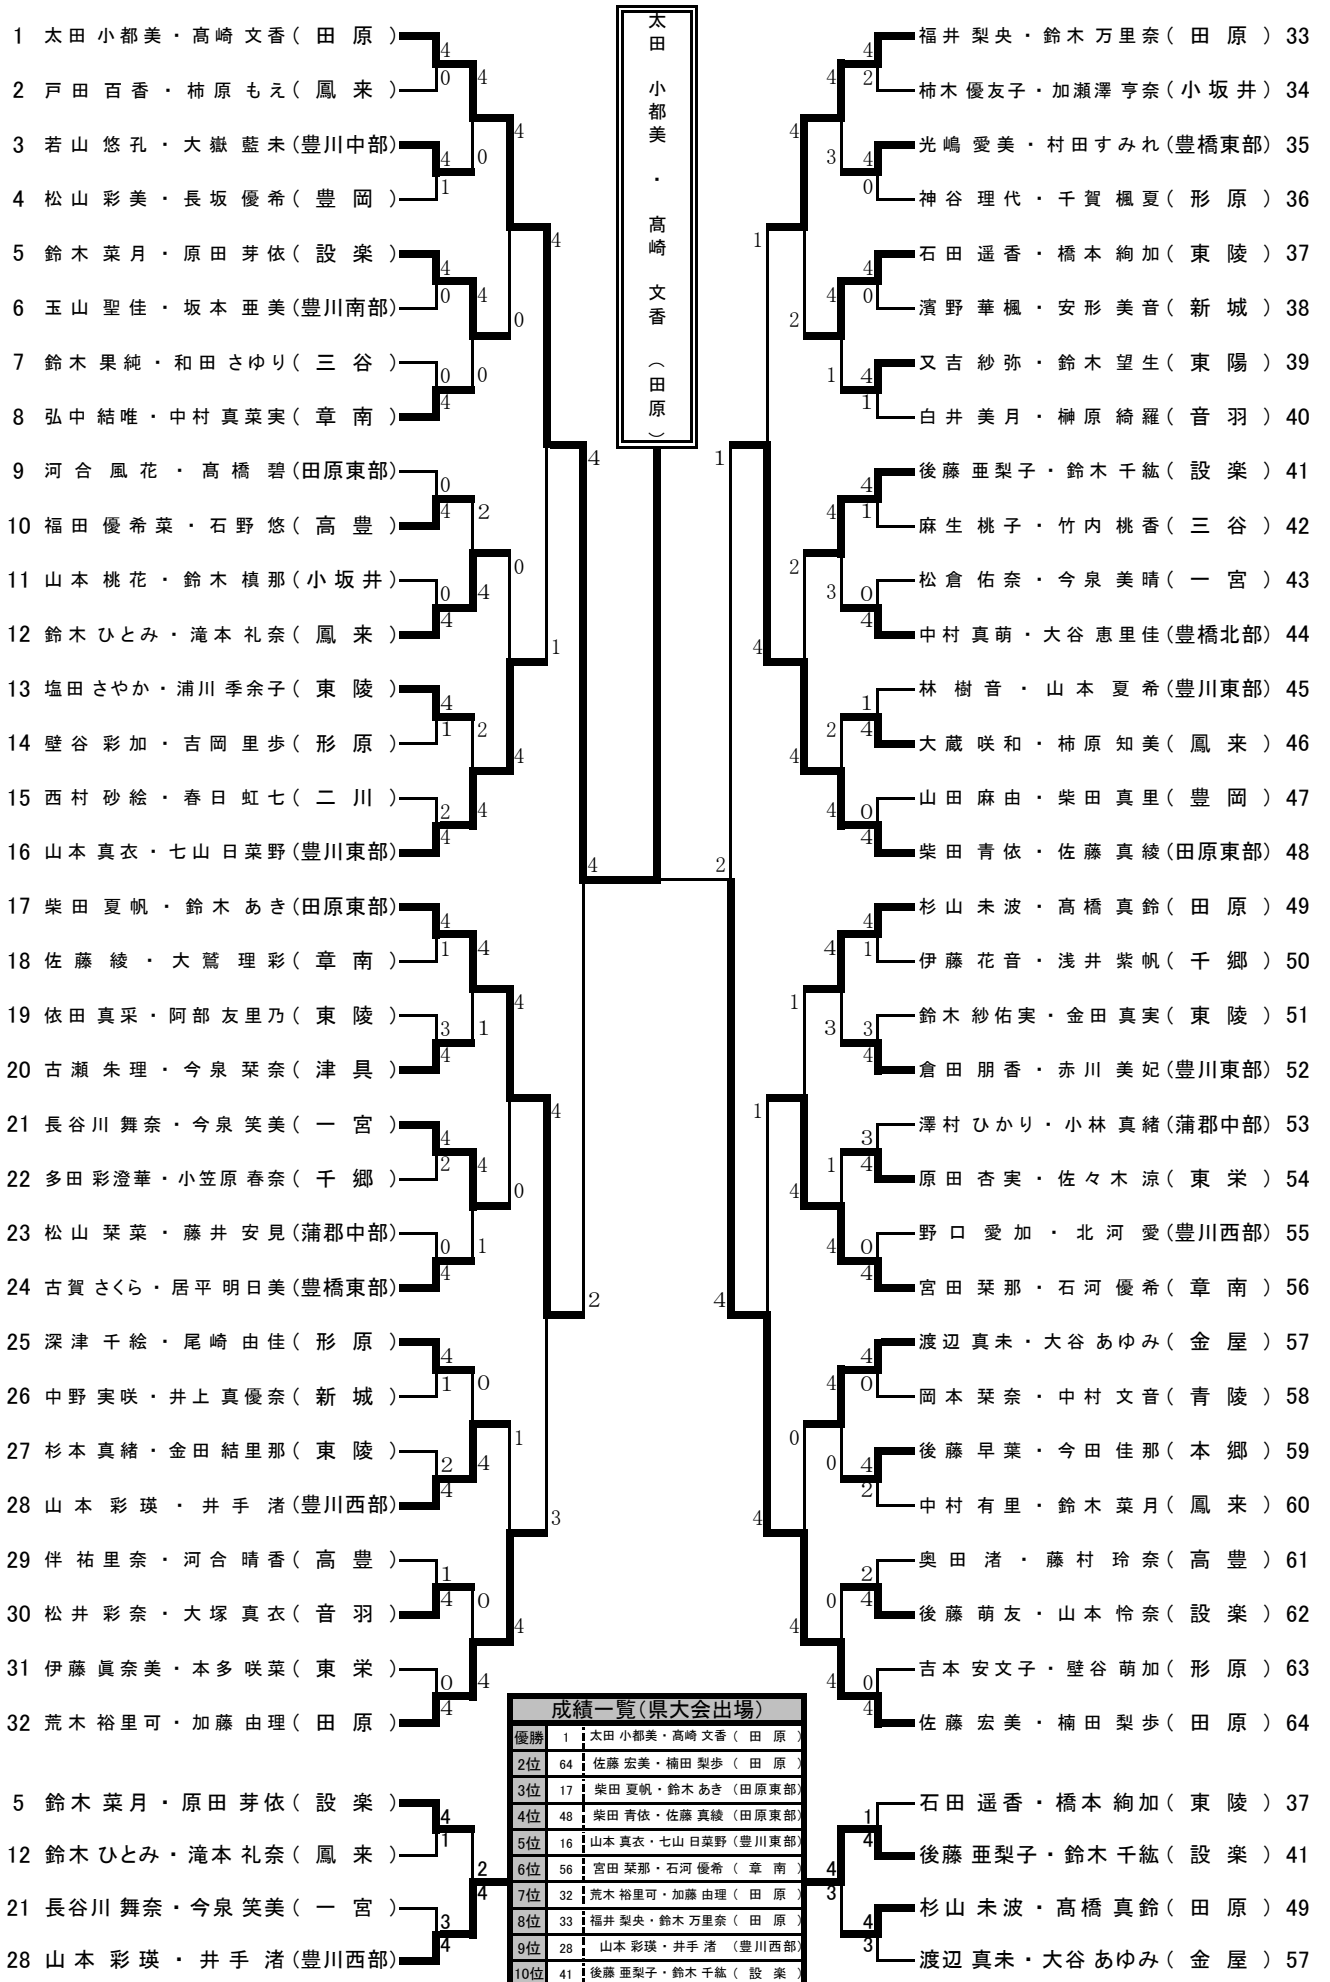 太田 小都美 ・ 髙崎 文香 （田原）
1 太田 小都美・髙崎 文香( 田 原 )
2 戸田 百香・柿原 もえ( 鳳 来 )
3 若山 悠孔・大嶽 藍未(豊川中部)
4 松山 彩美・長坂 優希( 豊 岡 )
5 鈴木 菜月・原田 芽依( 設 楽 )
6 玉山 聖佳・坂本 亜美(豊川南部)
7 鈴木 果純・和田 さゆり( 三 谷 )
8 弘中 結唯・中村 真菜実( 章 南 )
9 河合 風花・髙橋 碧(田原東部)
10 福田 優希菜・石野 悠( 高 豊 )
11 山本 桃花・鈴木 槙那(小坂井)
12 鈴木 ひとみ・滝本 礼奈( 鳳 来 )
13 塩田 さやか・浦川 季余子( 東 陵 )
14 壁谷 彩加・吉岡 里歩( 形 原 )
15 西村 砂絵・春日 虹七( 二 川 )
16 山本 真衣・七山 日菜野(豊川東部)
17 柴田 夏帆・鈴木 あき(田原東部)
18 佐藤 綾・大鷲 理彩( 章 南 )
19 依田 真采・阿部 友里乃( 東 陵 )
20 古瀬 朱理・今泉 栞奈( 津 具 )
21 長谷川 舞奈・今泉 笑美( 一 宮 )
22 多田 彩澄華・小笠原 春奈( 千 郷 )
23 松山 栞菜・藤井 安見(蒲郡中部)
24 古賀 さくら・居平 明日美(豊橋東部)
25 深津 千絵・尾崎 由佳( 形 原 )
26 中野 実咲・井上 真優奈( 新 城 )
27 杉本 真緒・金田 結里那( 東 陵 )
28 山本 彩瑛・井手 渚(豊川西部)
29 伴 祐里奈・河合 晴香( 高 豊 )
30 松井 彩奈・大塚 真衣( 音 羽 )
31 伊藤 眞奈美・本多 咲菜( 東 栄 )
32 荒木 裕里可・加藤 由理( 田 原 )
福井 梨央・鈴木 万里奈( 田 原 ) 33
柿木 優友子・加瀬澤 亨奈(小坂井) 34
光嶋 愛美・村田すみれ(豊橋東部) 35
神谷 理代・千賀 楓夏( 形 原 ) 36
石田 遥香・橋本 絢加( 東 陵 ) 37
濱野 華楓・安形 美音( 新 城 ) 38
又吉 紗弥・鈴木 望生( 東 陽 ) 39
白井 美月・榊原 綺羅( 音 羽 ) 40
後藤 亜梨子・鈴木 千紘( 設 楽 ) 41
麻生 桃子・竹内 桃香( 三 谷 ) 42
松倉 佑奈・今泉 美晴( 一 宮 ) 43
中村 真萌・大谷 恵里佳(豊橋北部) 44
林 樹音・山本 夏希(豊川東部) 45
大蔵 咲和・柿原 知美( 鳳 来 ) 46
山田 麻由・柴田 真里( 豊 岡 ) 47
柴田 青依・佐藤 真綾(田原東部) 48
杉山 未波・髙橋 真鈴( 田 原 ) 49
伊藤 花音・浅井 紫帆( 千 郷 ) 50
鈴木 紗佑実・金田 真実( 東 陵 ) 51
倉田 朋香・赤川 美妃(豊川東部) 52
澤村 ひかり・小林 真緒(蒲郡中部) 53
原田 杏実・佐々木 涼( 東 栄 ) 54
野口 愛加・北河 愛(豊川西部) 55
宮田 栞那・石河 優希( 章 南 ) 56
渡辺 真未・大谷 あゆみ( 金 屋 ) 57
岡本 栞奈・中村 文音( 青 陵 ) 58
後藤 早葉・今田 佳那( 本 郷 ) 59
中村 有里・鈴木 菜月( 鳳 来 ) 60
奥田 渚・藤村 玲奈( 高 豊 ) 61
後藤 萌友・山本 怜奈( 設 楽 ) 62
吉本 安文子・壁谷 萌加( 形 原 ) 63
佐藤 宏美・楠田 梨歩( 田 原 ) 64
5 鈴木 菜月・原田 芽依( 設 楽 )
12 鈴木 ひとみ・滝本 礼奈( 鳳 来 )
21 長谷川 舞奈・今泉 笑美( 一 宮 )
28 山本 彩瑛・井手 渚(豊川西部)
成績一覧(県大会出場)
優勝 1 太田 小都美・髙崎 文香 ( 田 原 )
2位 64 佐藤 宏美・楠田 梨歩 ( 田 原 )
3位 17 柴田 夏帆・鈴木 あき (田原東部)
4位 48 柴田 青依・佐藤 真綾 (田原東部)
5位 16 山本 真衣・七山 日菜野 (豊川東部)
6位 56 宮田 栞那・石河 優希 ( 章 南 )
7位 32 荒木 裕里可・加藤 由理 ( 田 原 )
8位 33 福井 梨央・鈴木 万里奈 ( 田 原 )
9位 28 山本 彩瑛・井手 渚 (豊川西部)
10位 41 後藤 亜梨子・鈴木 千紘 ( 設 楽 )
石田 遥香・橋本 絢加( 東 陵 ) 37
後藤 亜梨子・鈴木 千紘( 設 楽 ) 41
杉山 未波・髙橋 真鈴( 田 原 ) 49
渡辺 真未・大谷 あゆみ( 金 屋 ) 57